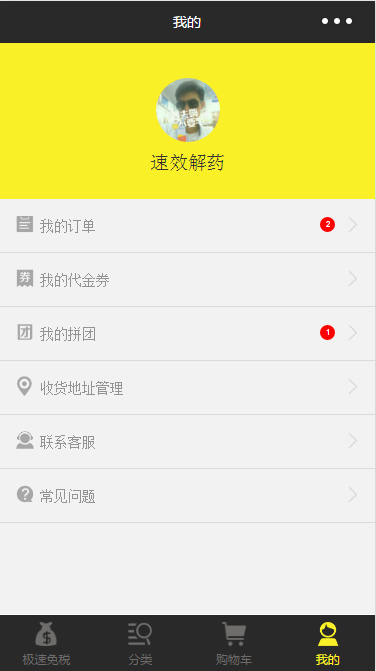 我的
速效解药
我的订单
2
券
我的代金券
团
我的拼团
1
收货地址管理
联系客服
?
常见问题
$
极速免税
分类
购物车
我的